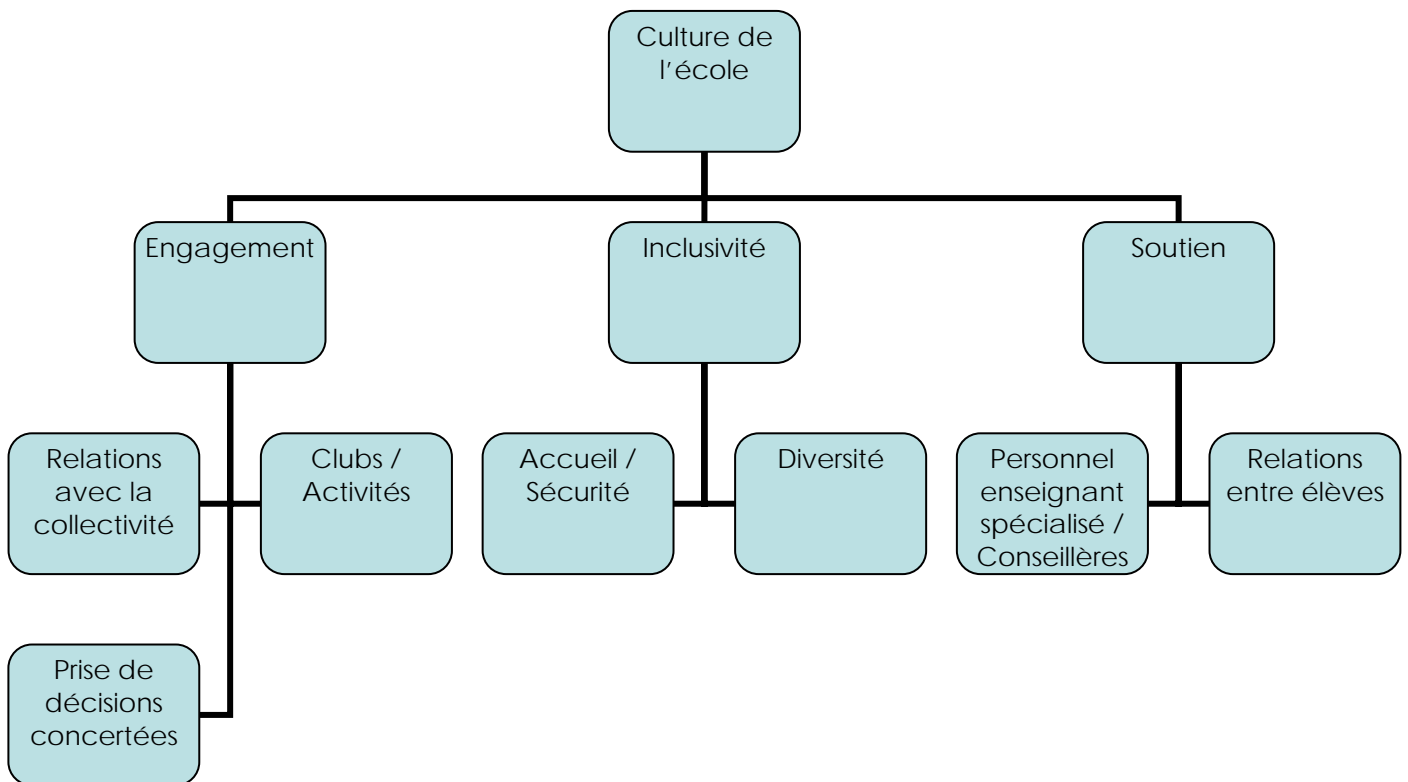 Culture de
l'école
Engagement
Inclusivité
Soutien
Relations
avec la
collectivité
Clubs /
Activités
Accueil /
Sécurité
Diversité
Personnel
enseignant
spécialisé /
Conseillères
Relations
entre élèves
Prise de
décisions
concertées